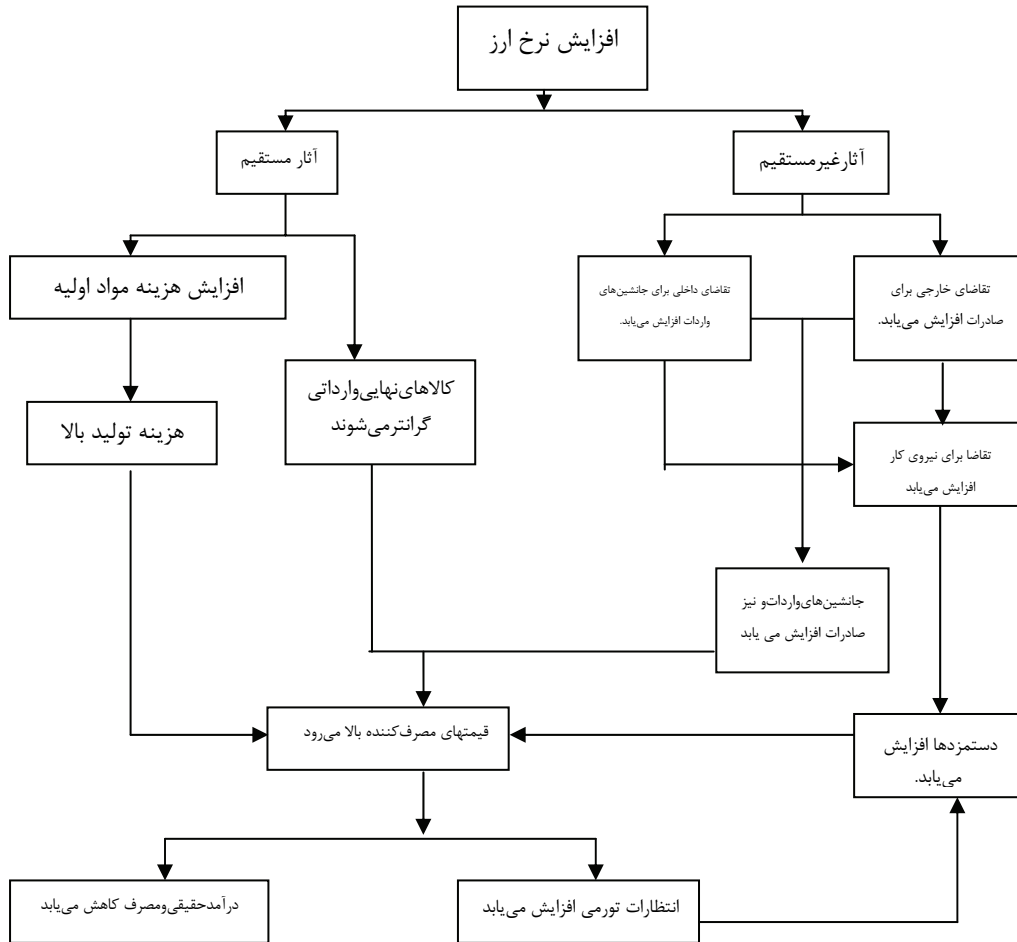 افزایش نرخ ارز
آثارغیرمستقیم
آثار مستقیم
تقاضای خارجی برای
صادرات افزایش می‌یابد.
تقاضای داخلی برای جانشین‌های
واردات افزایش می‌یابد.
افزایش هزینه مواد اولیه
کالاهای‌نهایی‌وارداتی
گرانترمی‌شوند
هزینه تولید بالا
تقاضا برای نیروی کار
افزایش می‌یابد
جانشین‌های‌واردات‌و نیز
صادرات افزایش می یابد
قیمتهای مصرف‌کننده بالا می‌رود
دستمزدها افزایش
می‌یابد.
انتظارات تورمی افزایش می‌یابد
درآمدحقیقی‌ومصرف کاهش می‌یابد